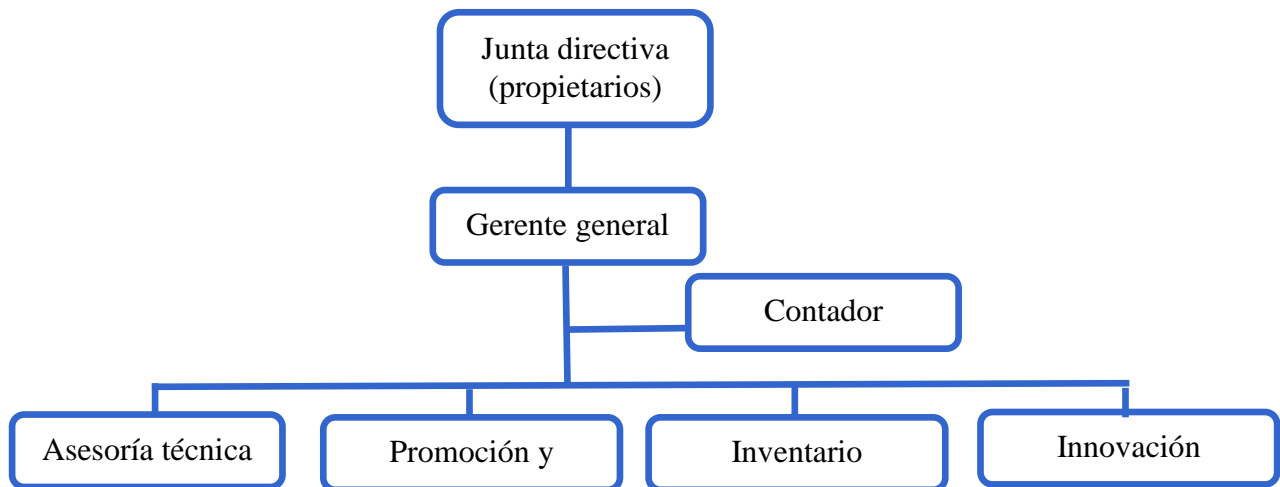 Junta directiva
(propietarios)
Gerente general
Contador
Asesoría técnica
Promoción y
Inventario
Innovación